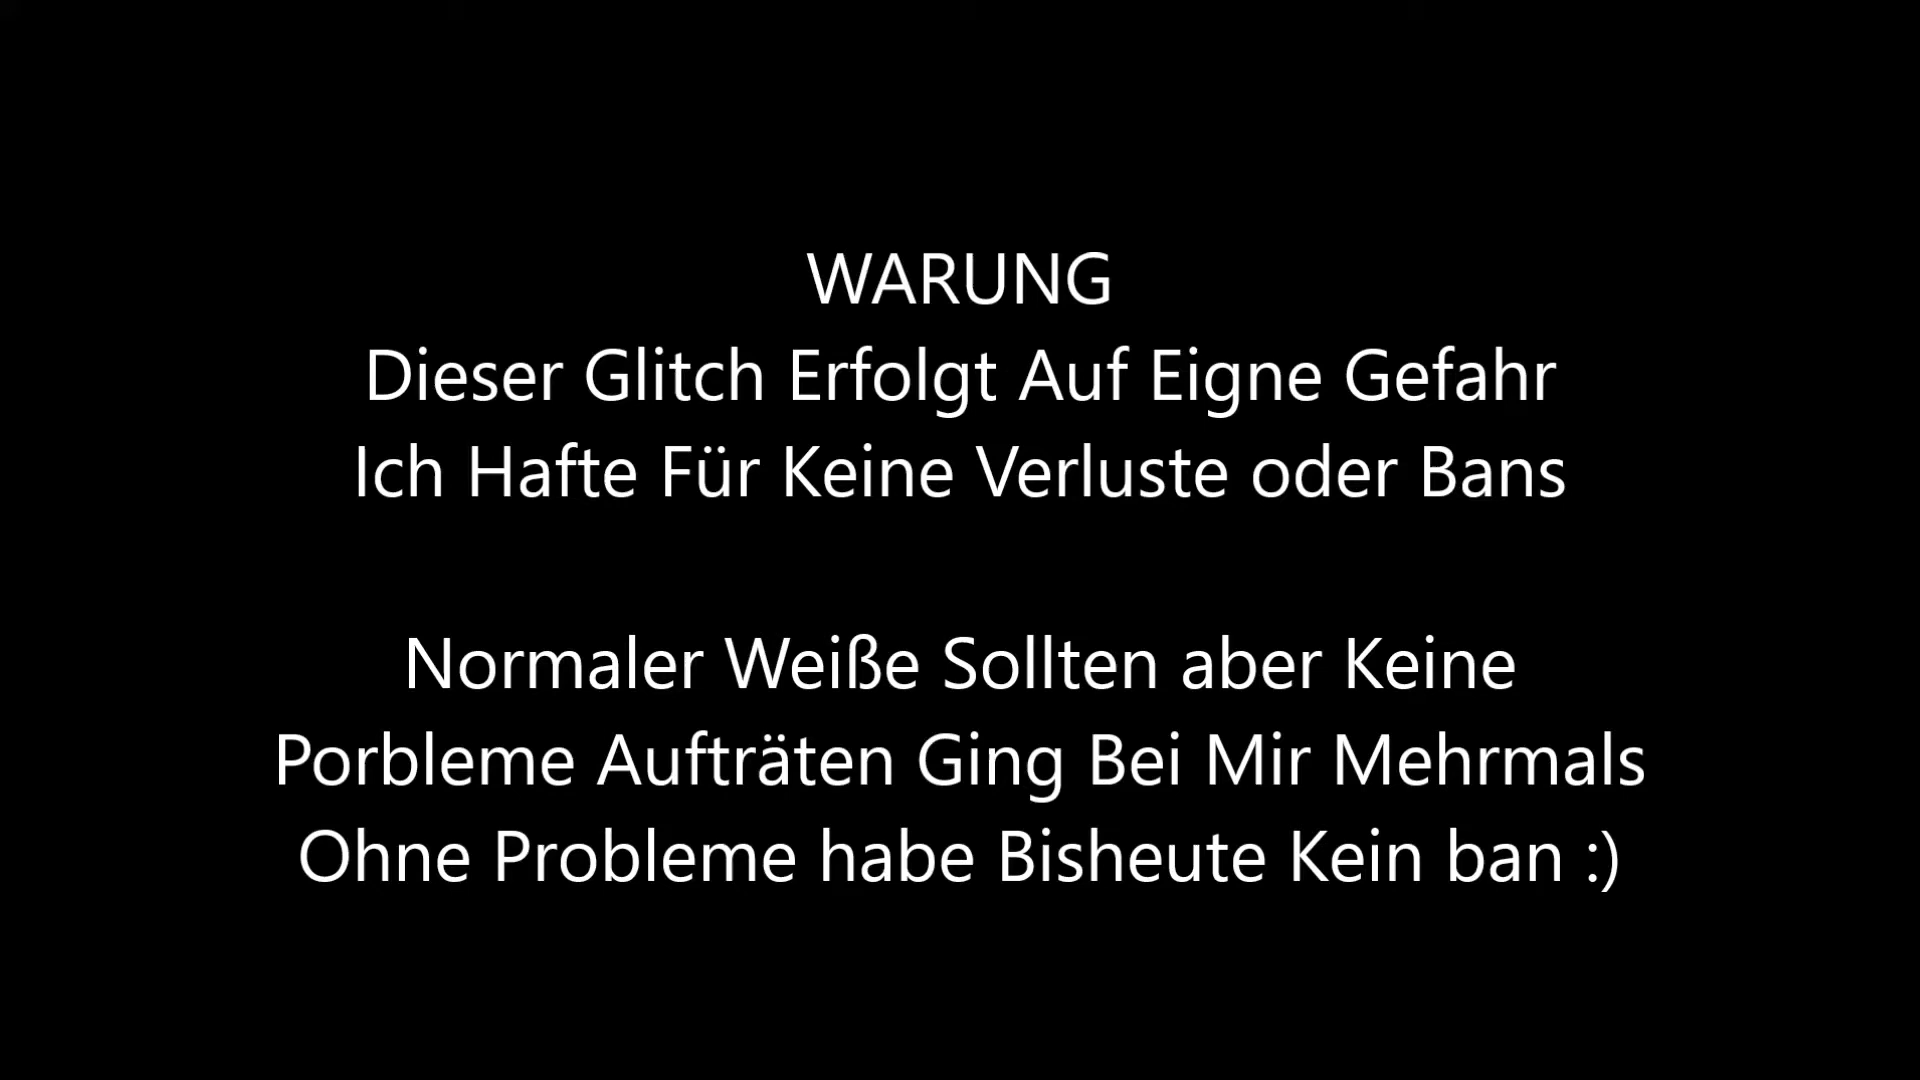 WARUNG
Dieser Glitch Erfolgt Auf Eigne Gefahr
Ich Hafte Für Keine Verluste oder Bans
Normaler Weiße Sollten aber Keine
Porbleme Aufträten Ging Bei Mir Mehrmals
Ohne Probleme habe Bisheute Kein ban :)